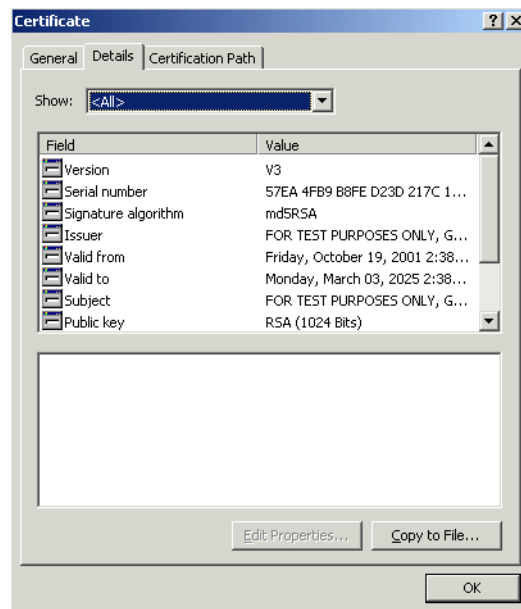 Certificate
General Details Certification Path
Show: <All>
Field Value
Version V3
Serial number 57EA 4FB9 B8FE D23D 217C 1...
Signature algorithm md5RSA
Issuer FOR TEST PURPOSES ONLY, G...
Valid from Friday, October 19, 2001 2:38...
Valid to Monday, March 03, 2025 2:38...
Subject FOR TEST PURPOSES ONLY, G...
Public key RSA (1024 Bits)
Edit Properties... Copy to File...
OK